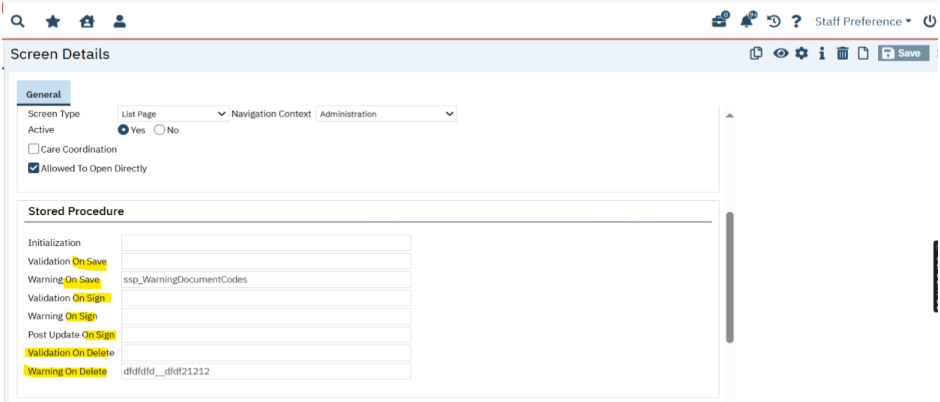 0
9+
Staff Preference
Screen Details
Save
General
Screen Type List Page Navigation Context Administration
Active Yes No
Care Coordination
Allowed To Open Directly
Stored Procedure
Initialization
Validation On Save
Warning On Save ssp_WarningDocumentCodes
Validation On Sign
Warning On Sign
Post Update On Sign
Validation On Delete
Warning On Delete dfdfdfd__dfdf21212